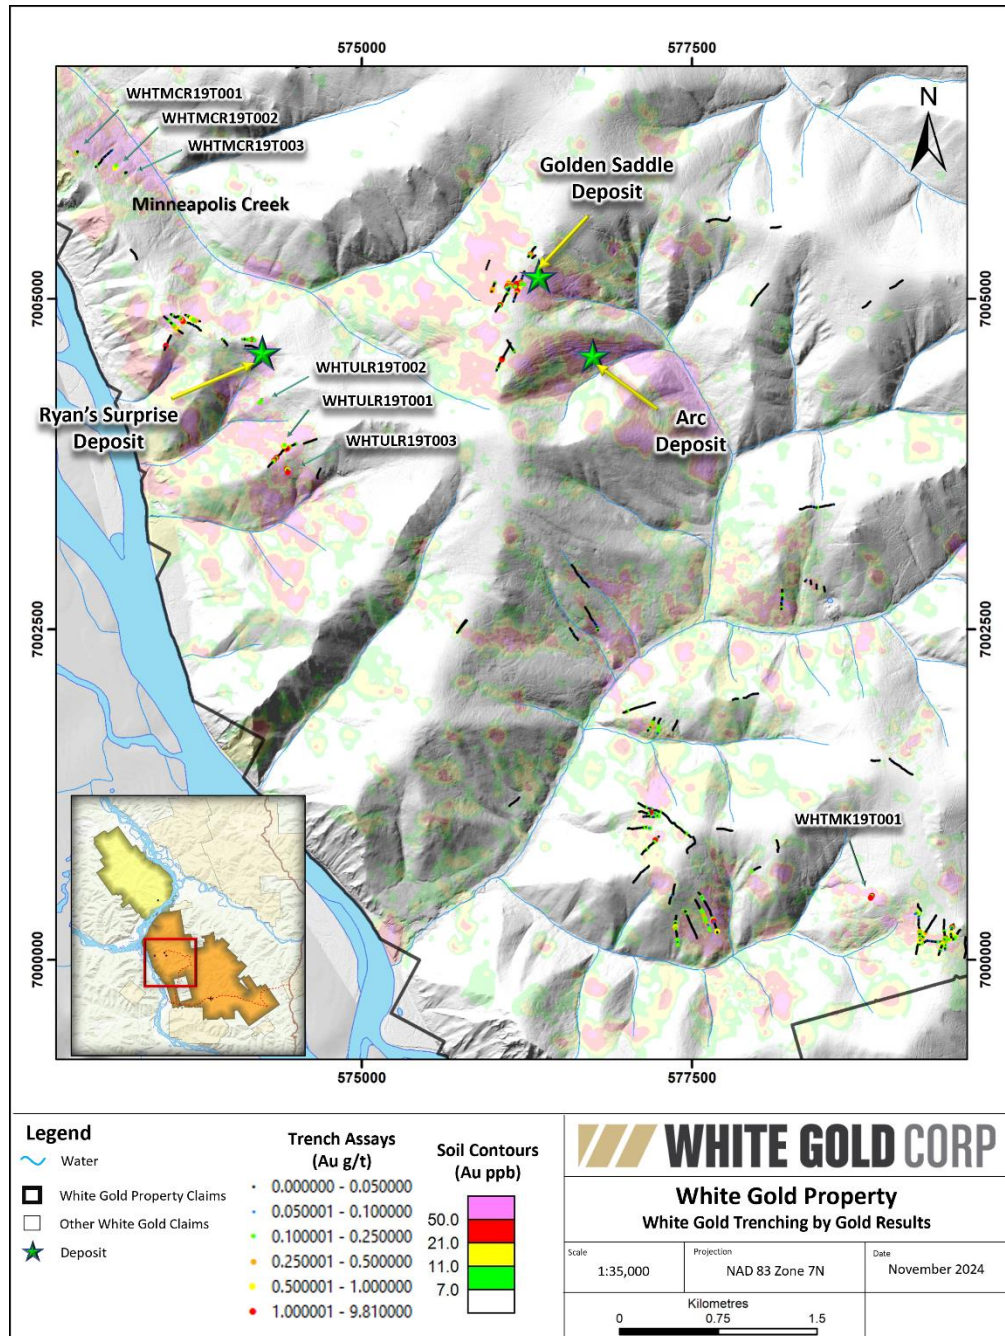 575000
577500
WHTMCR19T001
WHTMCR19T002
WHTMCR19T003
Minneapolis Creek
Golden Saddle
Deposit
N
7005000
7005000
WHTULR19T002
WHTULR19T001
WHTULR19T003
Ryan's Surprise
Deposit
Arc
Deposit
7002500
7002500
WHTMK19T001
7000000
7000000
575000
577500
Legend
Water
White Gold Property Claims
Other White Gold Claims
Deposit
Trench Assays
(Au g/t)
0.000000 - 0.050000
0.050001 - 0.100000
0.100001 - 0.250000
0.250001 - 0.500000
0.500001 - 1.000000
1.000001 - 9.810000
Soil Contours
(Au ppb)
50.0
21.0
11.0
7.0
WHITE GOLD CORP
White Gold Property
White Gold Trenching by Gold Results
Scale
1:35,000
Projection
NAD 83 Zone 7N
Date
November 2024
Kilometres
0 0.75 1.5